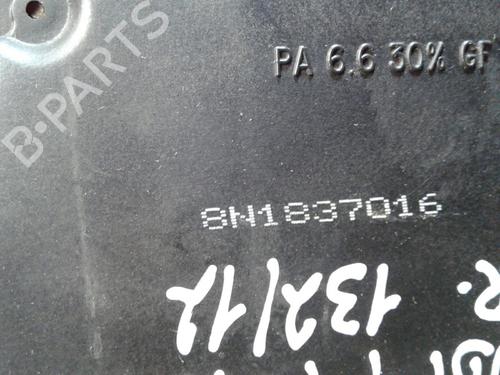 B-PARTS
PA 6.6 30% GF
8N1837016
R.
132/12